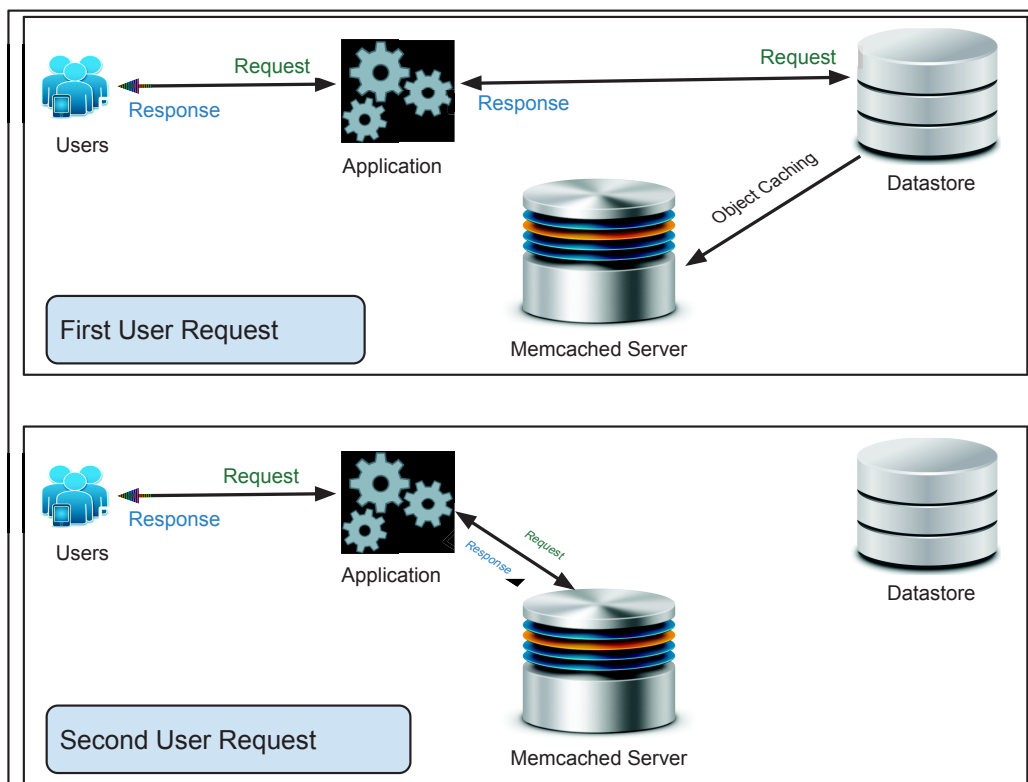 Request
Response
Users
Application
Request
Response
Datastore
Object Caching
Memcached Server
First User Request
Request
Response
Users
Application
Request
Response
Datastore
Memcached Server
Second User Request